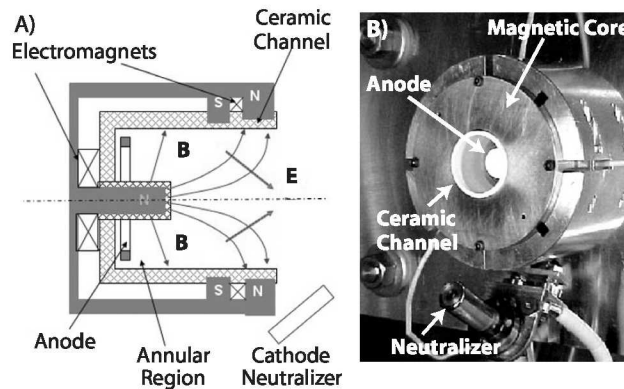 A)
Electromagnets
Ceramic
Channel
S
N
B
E
N
B
S
N
Anode
Annular
Region
Cathode
Neutralizer
B)
Magnetic Core
Anode
Ceramic
Channel
Neutralizer